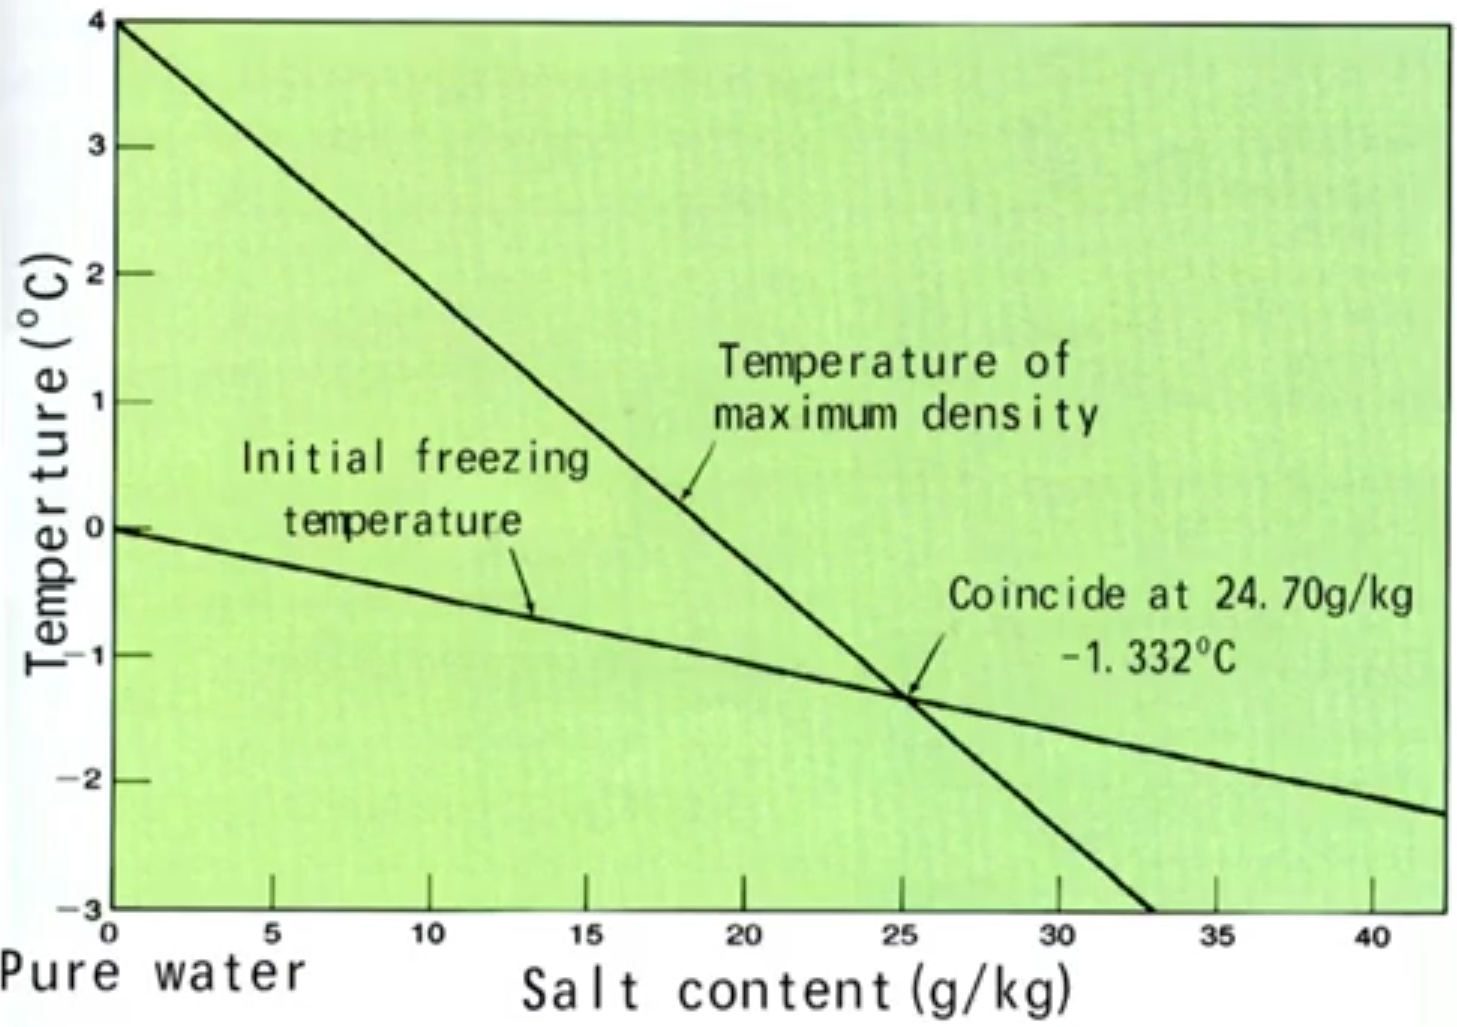 4
3
2
1
0
-1
-2
-3
Temperture(°C)
Temperature of
maximum density
Initial freezing
temperature
Coincide at 24.70g/kg
-1.332°C
0 5 10 15 20 25 30 35 40
Pure water
Salt content(g/kg)